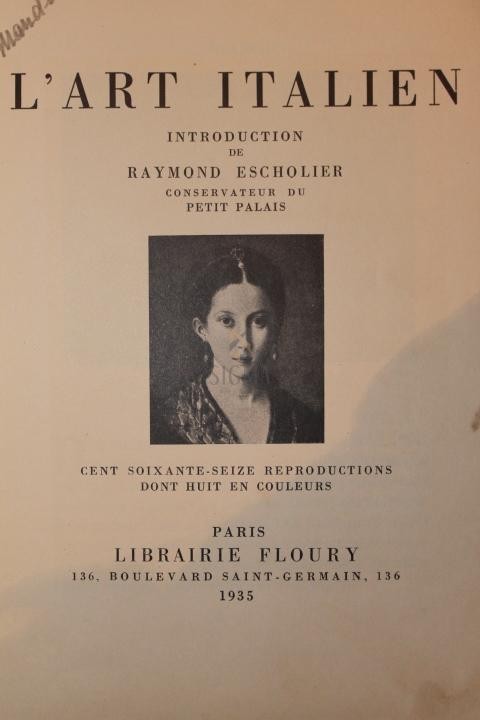 L'ART ITALIEN
INTRODUCTION
DE
RAYMOND ESCHOLIER
CONSERVATEUR DU
PETIT PALAIS
CENT SOIXANTE-SEIZE REPRODUCTIONS
DONT HUIT EN COULEURS
PARIS
LIBRAIRIE FLOURY
136, BOULEVARD SAINT-GERMAIN, 136
1935